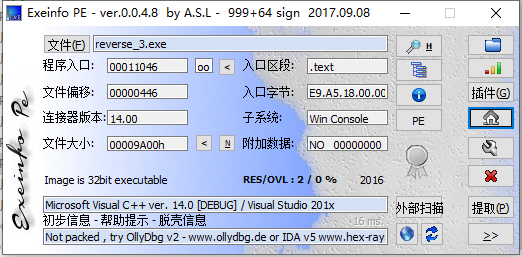 Exeinfo PE - ver.0.0.4.8 by A.S.L - 999+64 sign 2017.09.08
文件(F) reverse_3.exe H
程序入口: 00011046 oo < 入口区段: .text
文件偏移: 00000446 入口字节: E9.A5.18.00.00 插件(G)
连接器版本: 14.00 子系统: Win Console PE
文件大小: 00009A00h < N 附加数据: NO 00000000
Image is 32bit executable RES/OVL : 2 / 0 % 2016
Exeinfo Pe
Microsoft Visual C++ ver. 14.0 [DEBUG] / Visual Studio 201x 外部扫描 提取(P)
初步信息 - 帮助提示 - 脱壳信息 16 ms.
Not packed , try OllyDbg v2 - www.ollydbg.de or IDA v5 www.hex-ray >>